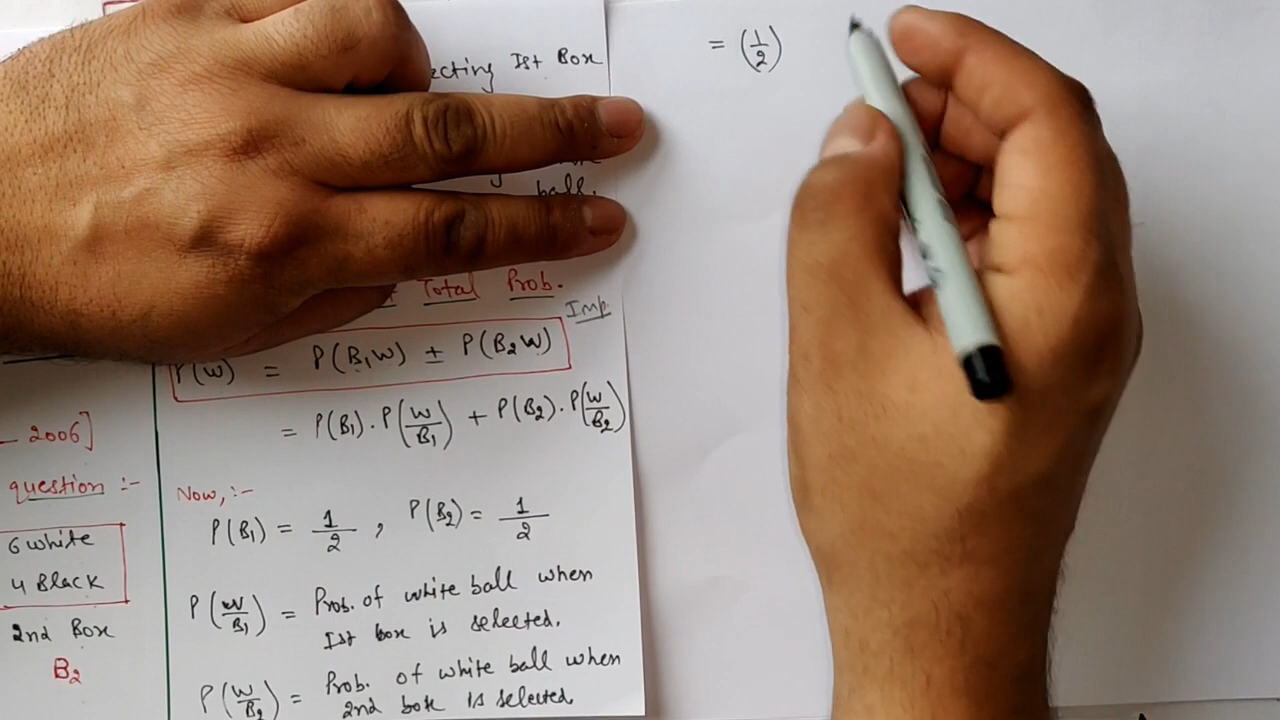 Ist Box
ball.
Total Prob.
Imp.
P(W) = P(B₁W) ± P(B₂W)
= P(B₁).P(W/B₁) + P(B₂).P(W/B₂)
Now,:-
P(B₁) = 1/2 , P(B₂) = 1/2
P(W/B₁) = Prob. of white ball when
Ist box is selected.
P(W/B₂) = Prob. of white ball when
2nd box is selected.
2006]
question :-
6 white
4 Black
2nd Box
B₂
= (1/2)